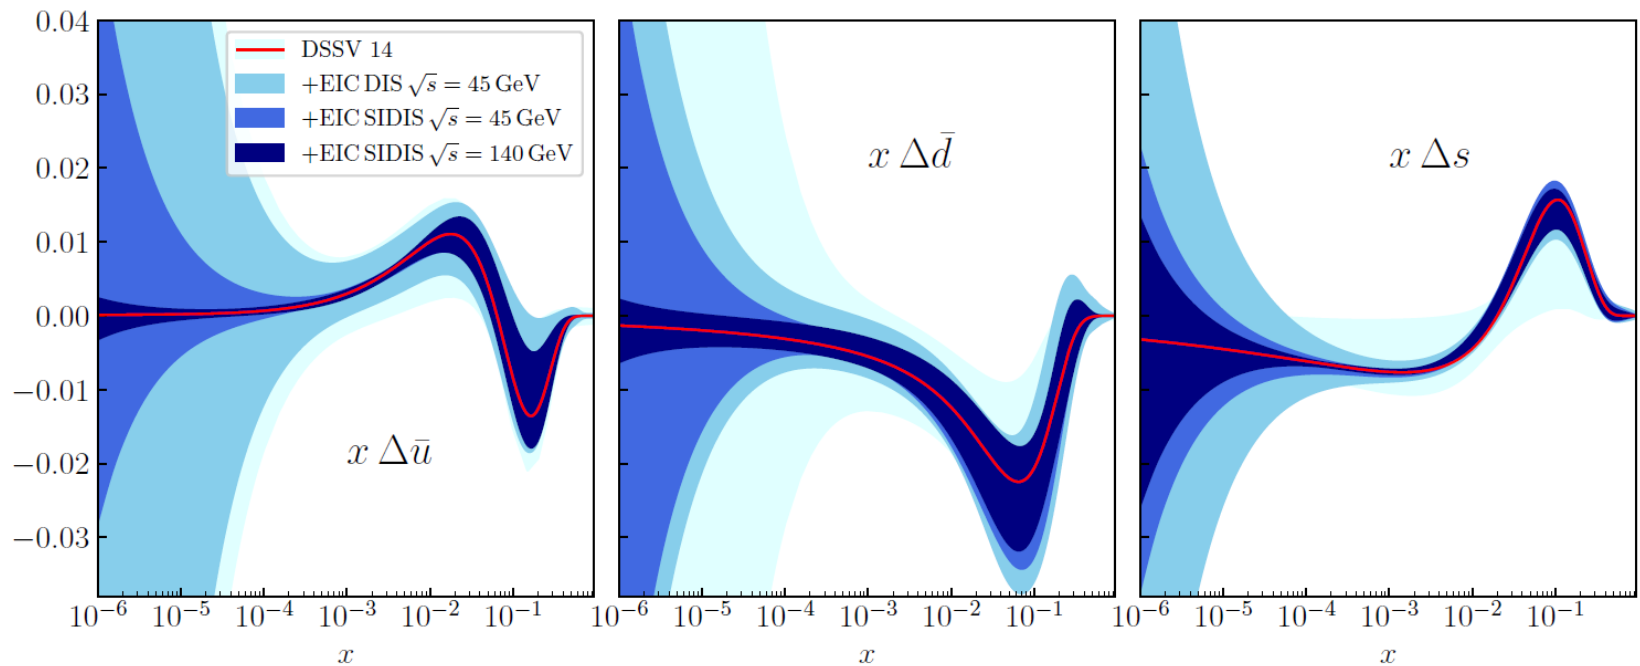 0.04
0.03
0.02
0.01
0.00
−0.01
−0.02
−0.03
DSSV 14
+EIC DIS √s = 45 GeV
+EIC SIDIS √s = 45 GeV
+EIC SIDIS √s = 140 GeV
x Δū
x Δd̄
x Δs
10⁻⁶ 10⁻⁵ 10⁻⁴ 10⁻³ 10⁻² 10⁻¹
10⁻⁶ 10⁻⁵ 10⁻⁴ 10⁻³ 10⁻² 10⁻¹
10⁻⁶ 10⁻⁵ 10⁻⁴ 10⁻³ 10⁻² 10⁻¹
x
x
x